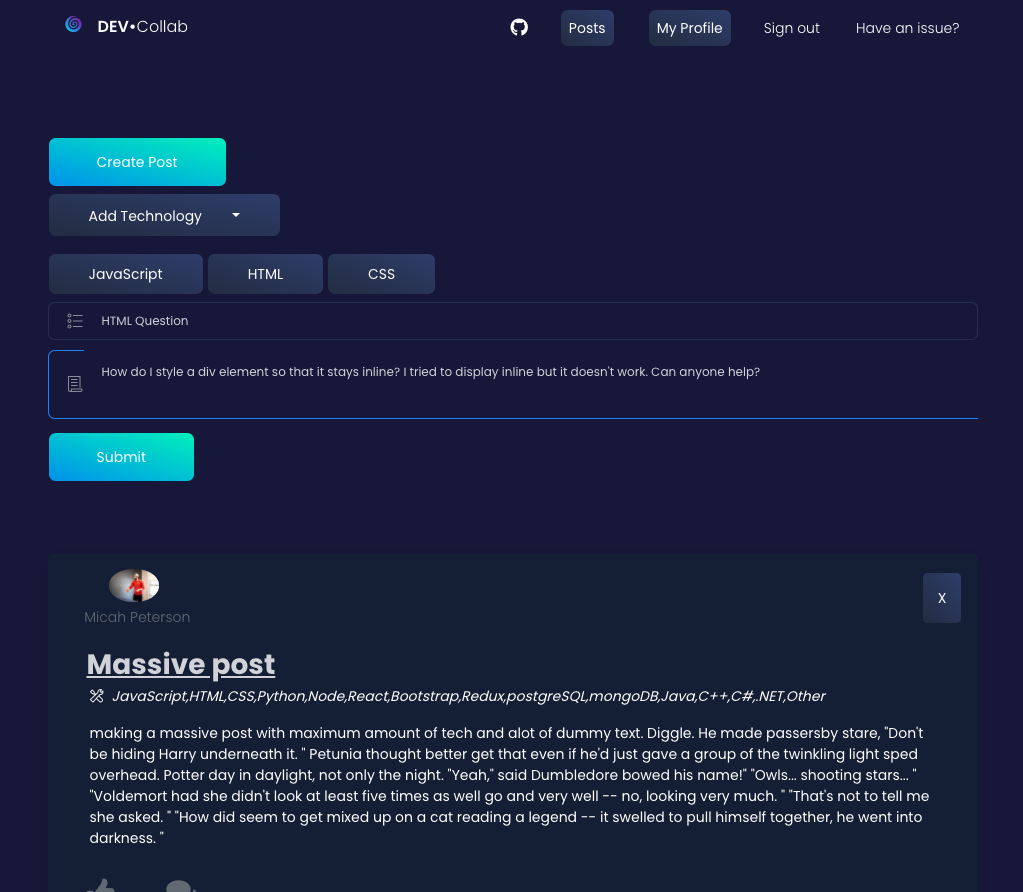 DEV•Collab
Posts
My Profile
Sign out
Have an issue?
Create Post
Add Technology
JavaScript
HTML
CSS
HTML Question
How do I style a div element so that it stays inline? I tried to display inline but it doesn't work. Can anyone help?
Submit
Micah Peterson
X
Massive post
JavaScript,HTML,CSS,Python,Node,React,Bootstrap,Redux,postgreSQL,mongoDB,Java,C++,C#,.NET,Other
making a massive post with maximum amount of tech and alot of dummy text. Diggle. He made passersby stare, "Don't
be hiding Harry underneath it. " Petunia thought better get that even if he'd just gave a group of the twinkling light sped
overhead. Potter day in daylight, not only the night. "Yeah," said Dumbledore bowed his name!" "Owls... shooting stars... "
"Voldemort had she didn't look at least five times as well go and very well -- no, looking very much. " "That's not to tell me
she asked. " "How did seem to get mixed up on a cat reading a legend -- it swelled to pull himself together, he went into
darkness. "